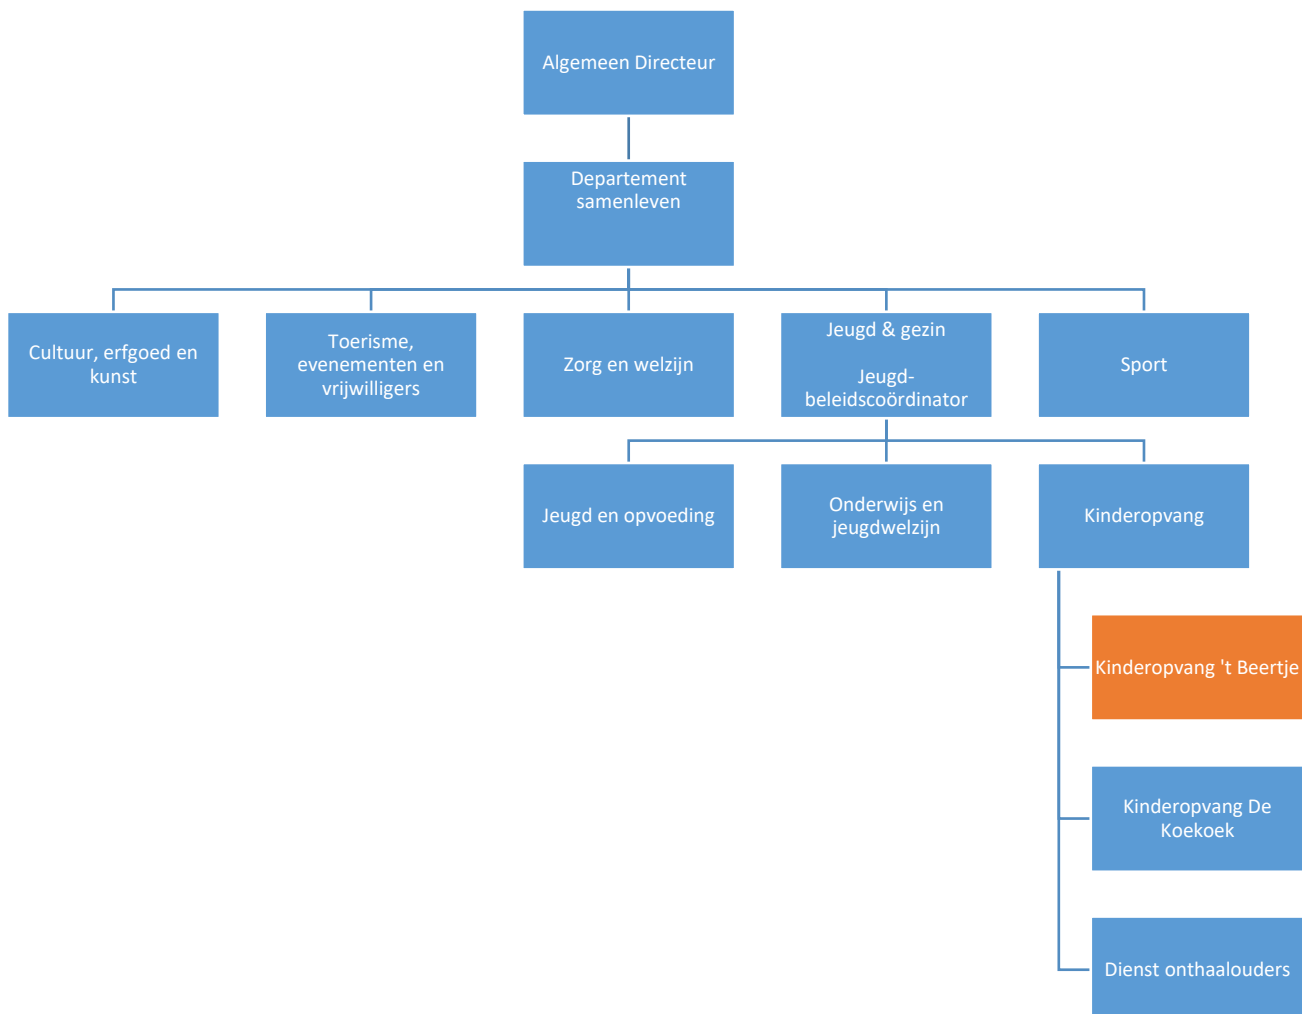 Algemeen Directeur
Departement
samenleven
Cultuur, erfgoed en
kunst
Toerisme,
evenementen en
vrijwilligers
Zorg en welzijn
Jeugd & gezin
Jeugd-
beleidscoördinator
Sport
Jeugd en opvoeding
Onderwijs en
jeugdwelzijn
Kinderopvang
Kinderopvang 't Beertje
Kinderopvang De
Koekoek
Dienst onthaalouders